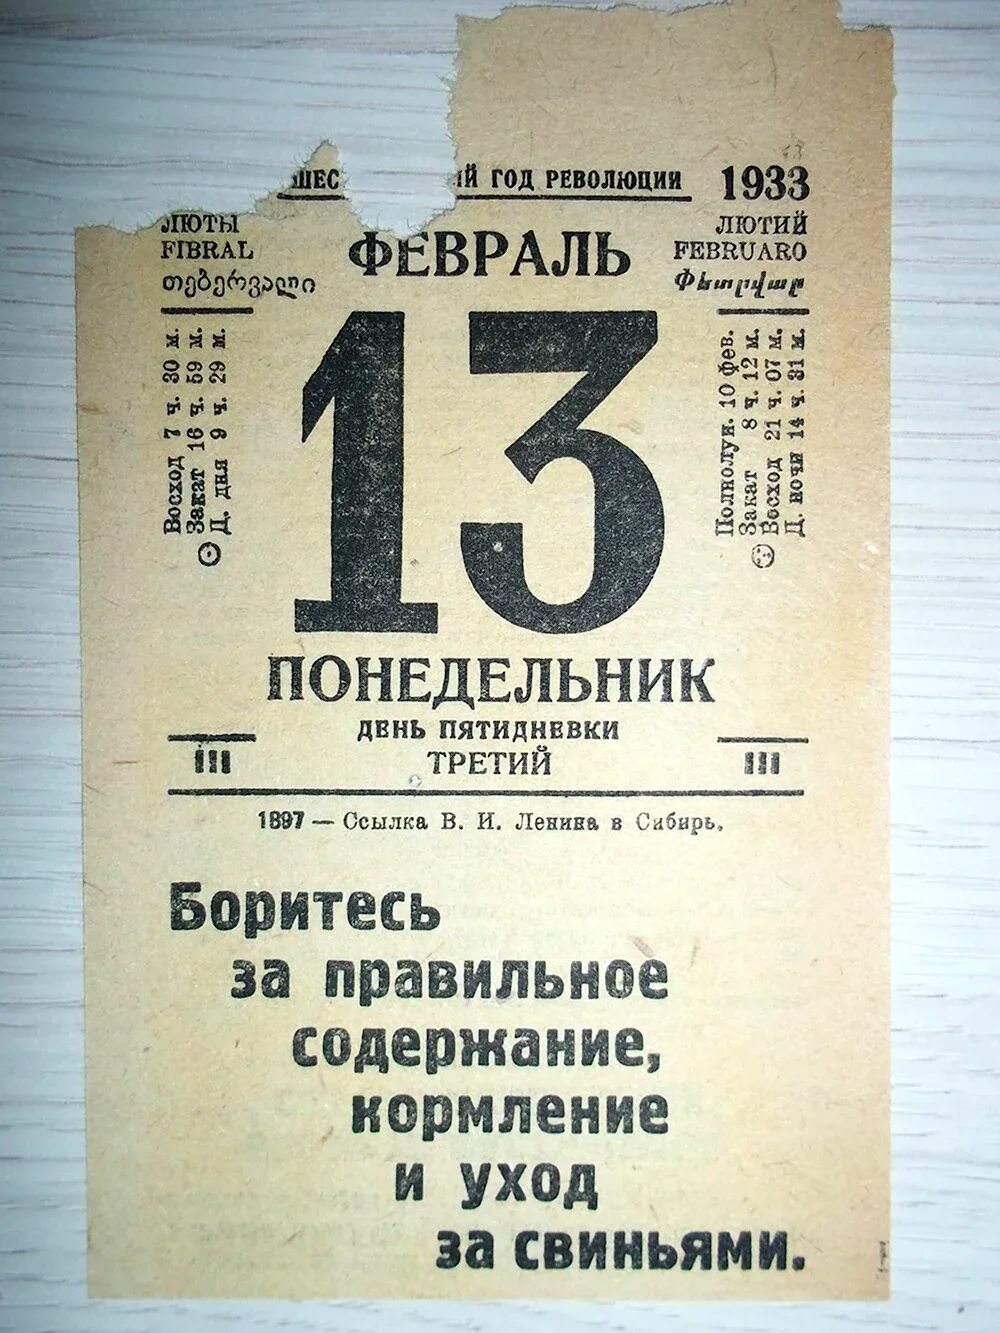 ГОД РЕВОЛЮЦИИ 1933
ЛЮТЫ
FIBRAL
თებერვალი
ФЕВРАЛЬ
ЛЮТИЙ
FEBRUARO
Փետրվար
Восход 7 ч. 30 м.
Закат 16 ч. 59 м.
Д. дня 9 ч. 29 м.
13
Полнолун. 10 фев.
Закат 8 ч. 12 м.
Восход 21 ч. 07 м.
Д. ночи 14 ч. 31 м.
ПОНЕДЕЛЬНИК
ДЕНЬ ПЯТИДНЕВКИ
III ТРЕТИЙ III
1897 — Ссылка В. И. Ленина в Сибирь.
Боритесь
за правильное
содержание,
кормление
и уход
за свиньями.